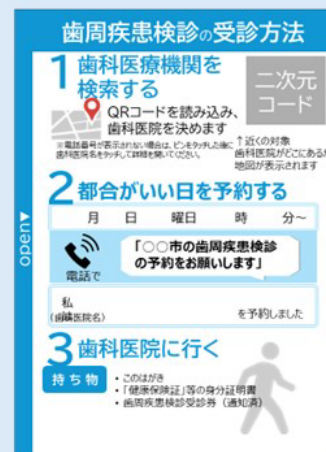 歯周疾患検診の受診方法
1 歯科医療機関を
検索する
二次元
コード
QRコードを読み込み、
歯科医院を決めます
※電話番号が表示されない場合は、ピンをタッチした後に
歯科医院名をタッチして詳細を開いてください。
↑近くの対象
歯科医院がどこにあるか
地図が表示されます
open▼
2 都合がいい日を予約する
月 日 曜日 時 分～
電話で
「○○市の歯周疾患検診
の予約をお願いします」
私
(歯科医院名)
を予約しました
3 歯科医院に行く
持ち物
・このはがき
・「健康保険証」等の身分証明書
・歯周疾患検診受診券（通知済）